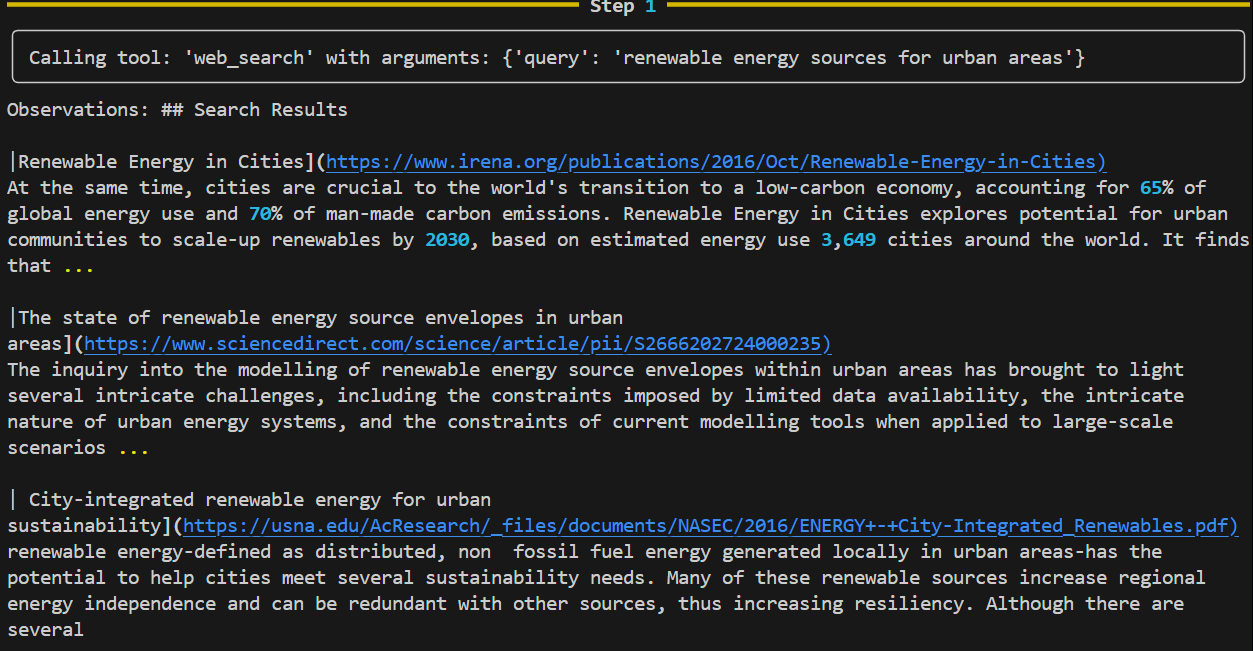 Step 1
Calling tool: 'web_search' with arguments: {'query': 'renewable energy sources for urban areas'}
Observations: ## Search Results
|Renewable Energy in Cities](https://www.irena.org/publications/2016/Oct/Renewable-Energy-in-Cities)
At the same time, cities are crucial to the world's transition to a low-carbon economy, accounting for 65% of
global energy use and 70% of man-made carbon emissions. Renewable Energy in Cities explores potential for urban
communities to scale-up renewables by 2030, based on estimated energy use 3,649 cities around the world. It finds
that ...
|The state of renewable energy source envelopes in urban
areas](https://www.sciencedirect.com/science/article/pii/S2666202724000235)
The inquiry into the modelling of renewable energy source envelopes within urban areas has brought to light
several intricate challenges, including the constraints imposed by limited data availability, the intricate
nature of urban energy systems, and the constraints of current modelling tools when applied to large-scale
scenarios ...
| City-integrated renewable energy for urban
sustainability](https://usna.edu/AcResearch/_files/documents/NASEC/2016/ENERGY+-+City-Integrated_Renewables.pdf)
renewable energy-defined as distributed, non  fossil fuel energy generated locally in urban areas-has the
potential to help cities meet several sustainability needs. Many of these renewable sources increase regional
energy independence and can be redundant with other sources, thus increasing resiliency. Although there are
several